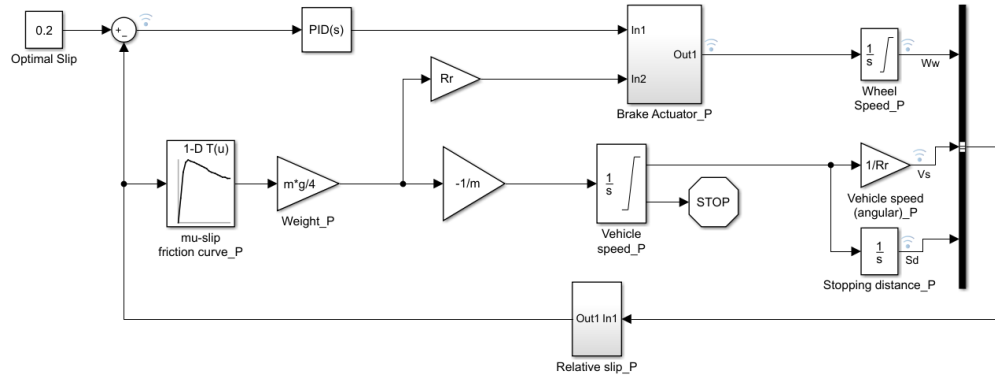 0.2
Optimal Slip
+
−
PID(s)
In1
In2
Out1
Brake Actuator_P
1
s
Wheel
Speed_P
Ww
Rr
1-D T(u)
mu-slip
friction curve_P
m*g/4
Weight_P
-1/m
1
s
Vehicle
speed_P
STOP
1/Rr
Vs
Vehicle speed
(angular)_P
1
s
Sd
Stopping distance_P
Out1 In1
Relative slip_P